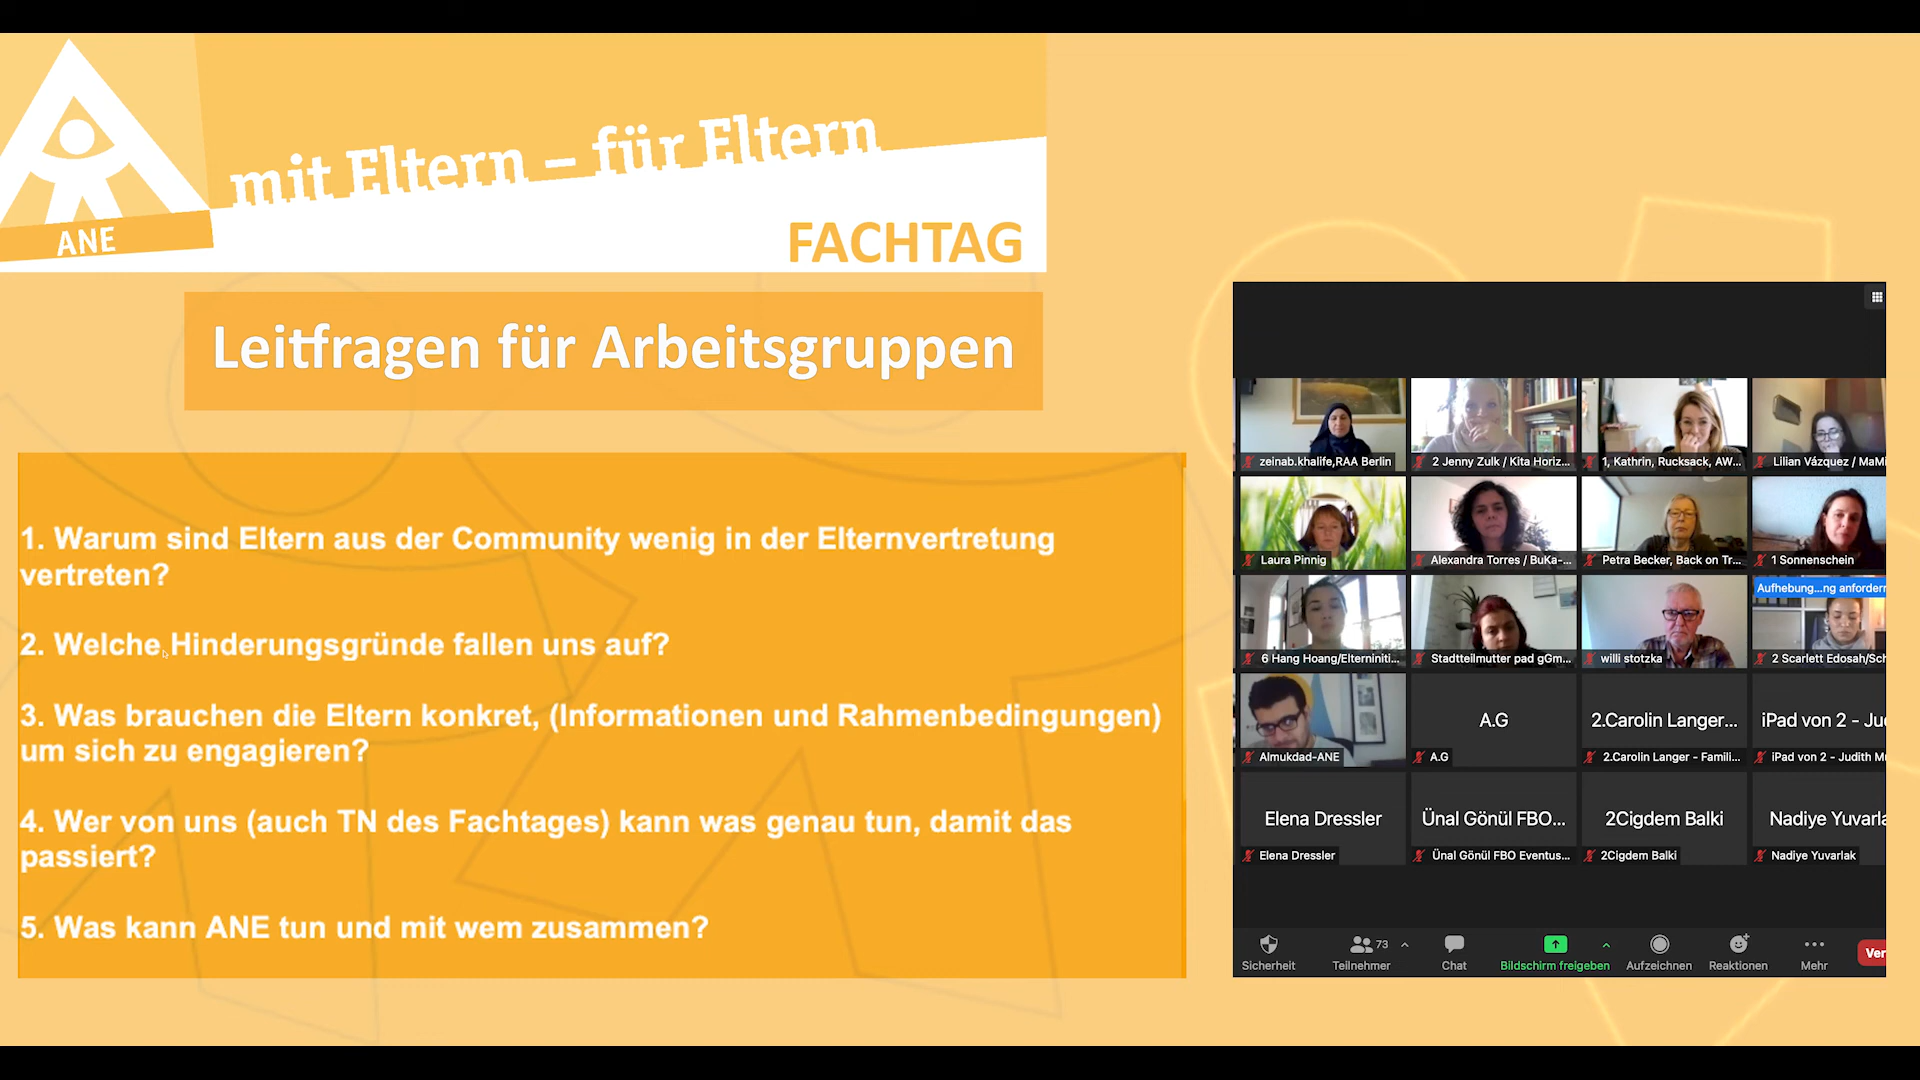 mit Eltern – für Eltern
ANE
FACHTAG
Leitfragen für Arbeitsgruppen
1. Warum sind Eltern aus der Community wenig in der Elternvertretung
vertreten?
2. Welche Hinderungsgründe fallen uns auf?
3. Was brauchen die Eltern konkret, (Informationen und Rahmenbedingungen)
um sich zu engagieren?
4. Wer von uns (auch TN des Fachtages) kann was genau tun, damit das
passiert?
5. Was kann ANE tun und mit wem zusammen?
zeinab.khalife,RAA Berlin
2 Jenny Zulk / Kita Horiz...
1, Kathrin, Rucksack, AW...
Lilian Vázquez / MaMi
Laura Pinnig
Alexandra Torres / BuKa-...
Petra Becker, Back on Tr...
1 Sonnenschein
Aufhebung...ng anforder
6 Hang Hoang/Elterniniti...
Stadtteilmutter pad gGm...
willi stotzka
2 Scarlett Edosah/Sch
A.G
2.Carolin Langer...
iPad von 2 - Ju
Almukdad-ANE
A.G
2.Carolin Langer - Famili...
iPad von 2 - Judith M
Elena Dressler
Ünal Gönül FBO...
2Cigdem Balki
Nadiye Yuvarla
Elena Dressler
Ünal Gönül FBO Eventus...
2Cigdem Balki
Nadiye Yuvarlak
73
Ver
Sicherheit
Teilnehmer
Chat
Bildschirm freigeben
Aufzeichnen
Reaktionen
Mehr